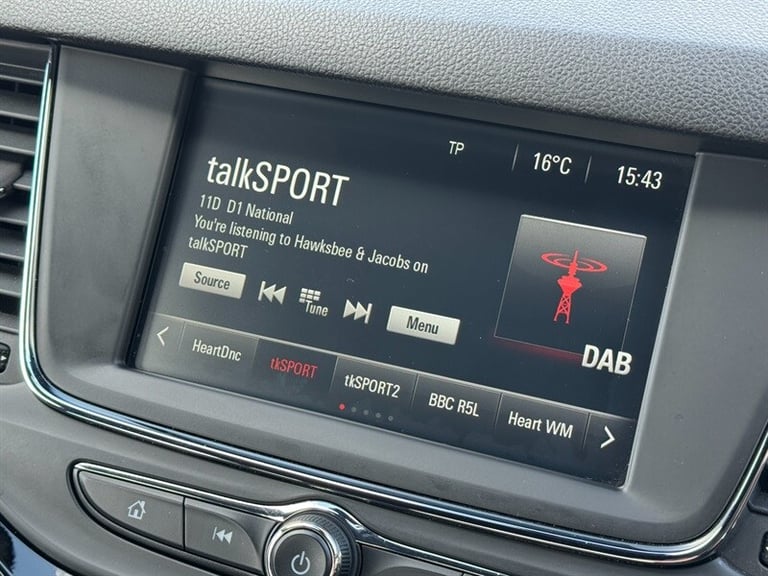 TP
16°C
15:43
talkSPORT
11D D1 National
You're listening to Hawksbee & Jacobs on
talkSPORT
Source
Tune
Menu
DAB
HeartDnc
tkSPORT
tkSPORT2
BBC R5L
Heart WM